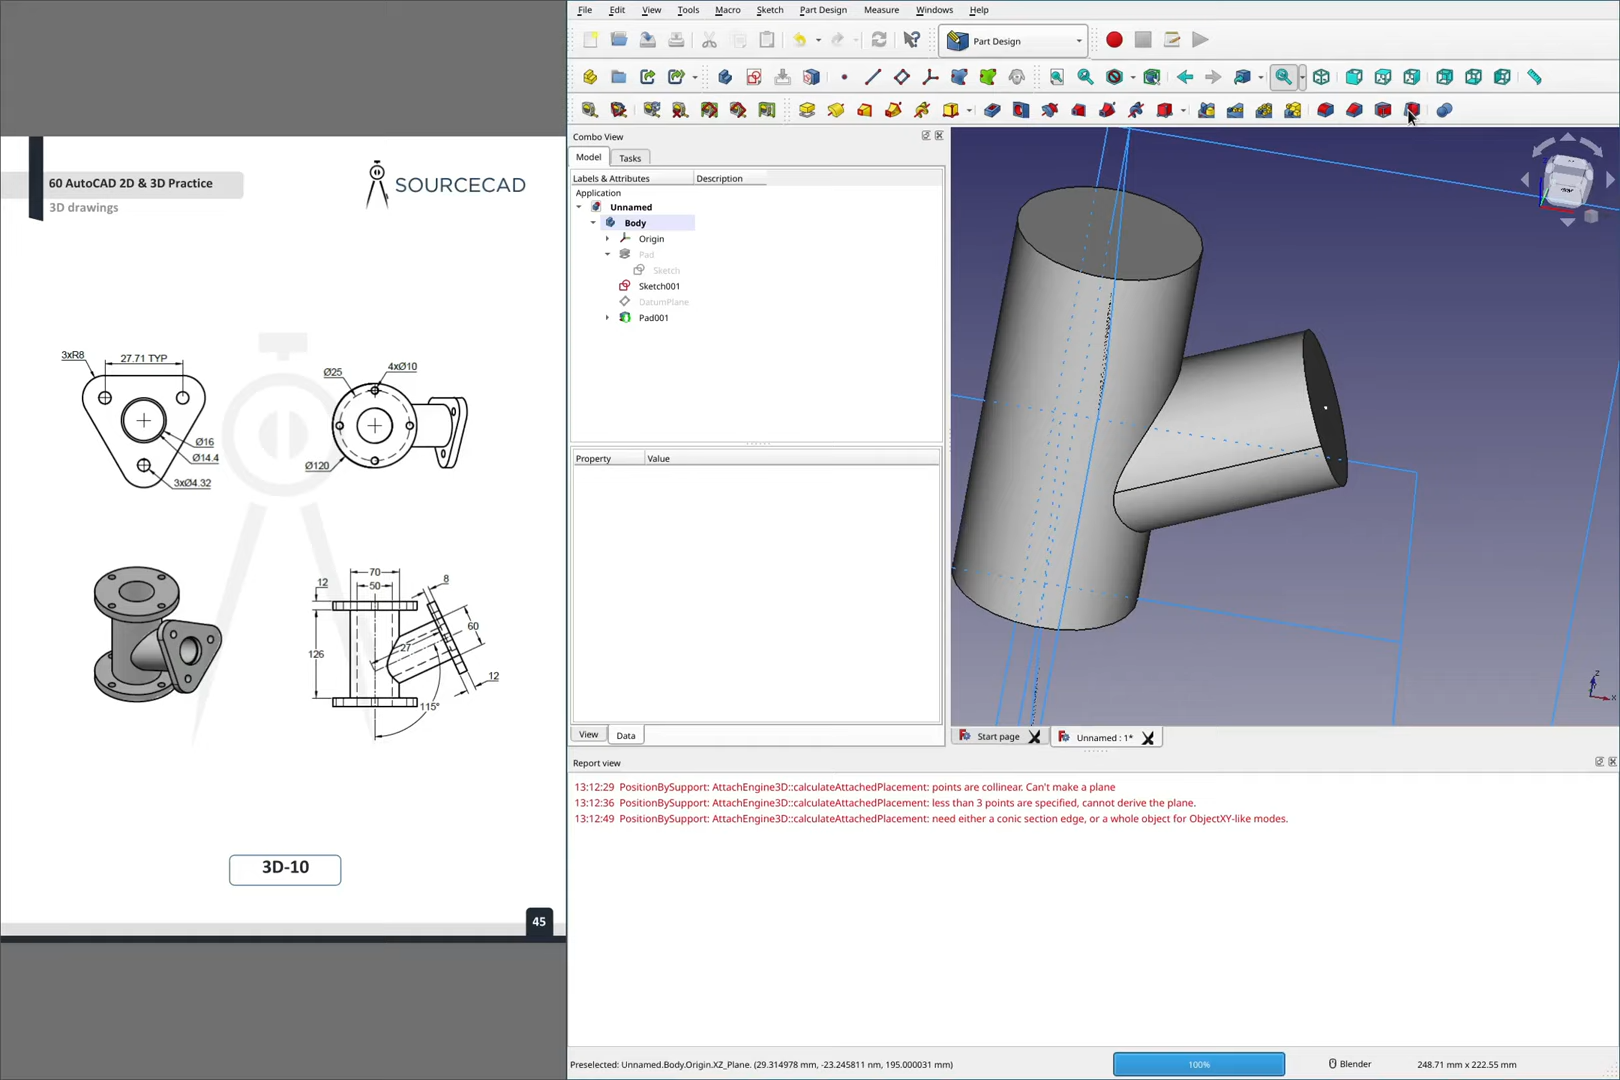 60 AutoCAD 2D & 3D Practice
3D drawings
SOURCECAD
3xR8
27.71 TYP
Ø16
Ø14.4
3xØ4.32
Ø25
4xØ10
Ø120
12
70
50
126
8
60
27
12
115°
3D-10
45
File Edit View Tools Macro Sketch Part Design Measure Windows Help
Part Design
Combo View
Model Tasks
Labels & Attributes Description
Application
Unnamed
Body
Origin
Pad
Sketch
Sketch001
DatumPlane
Pad001
Property Value
View Data
Start page Unnamed : 1*
Report view
13:12:29 PositionBySupport: AttachEngine3D::calculateAttachedPlacement: points are collinear. Can't make a plane
13:12:36 PositionBySupport: AttachEngine3D::calculateAttachedPlacement: less than 3 points are specified, cannot derive the plane.
13:12:49 PositionBySupport: AttachEngine3D::calculateAttachedPlacement: need either a conic section edge, or a whole object for ObjectXY-like modes.
Preselected: Unnamed.Body.Origin.XZ_Plane. (29.314978 mm, -23.245811 nm, 195.000031 mm) 100% Blender 248.71 mm x 222.55 mm